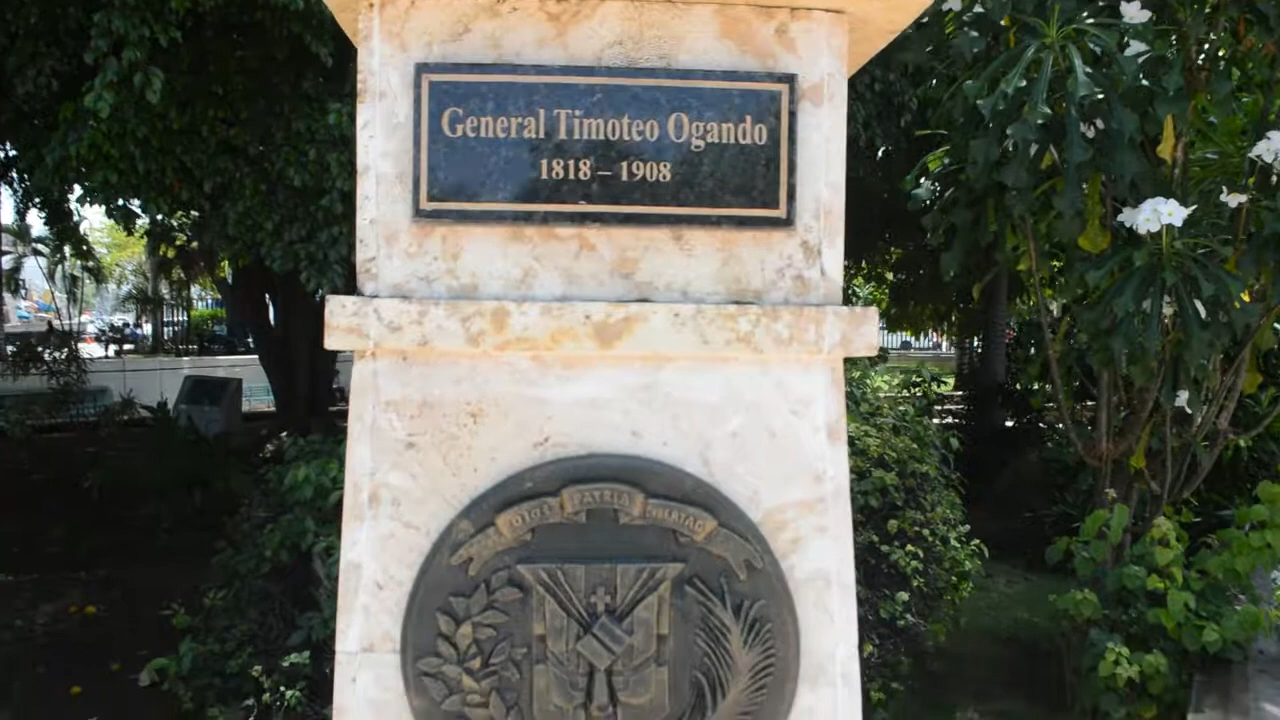 General Timoteo Ogando
1818 – 1908
DIOS PATRIA LIBERTAD